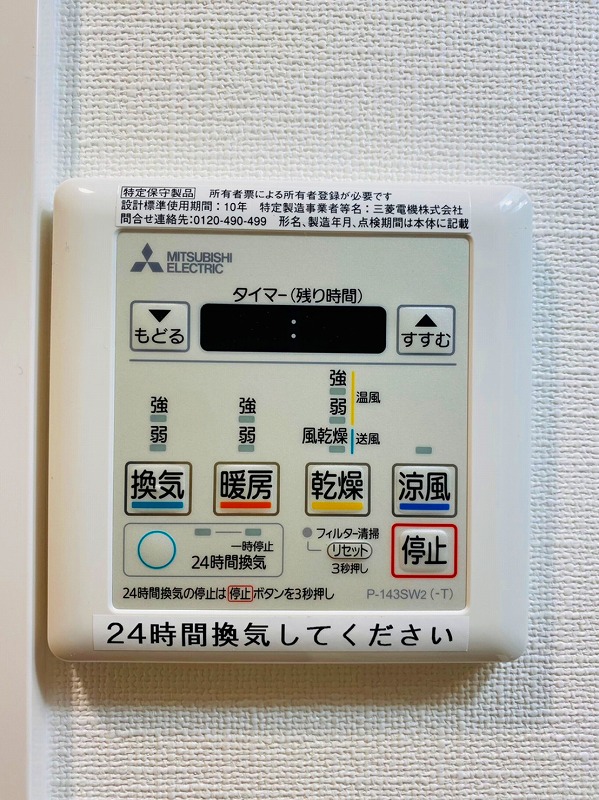 特定保守製品 所有者票による所有者登録が必要です
設計標準使用期間：10年 特定製造事業者等名：三菱電機株式会社
問合せ連絡先:0120-490-499 形名、製造年月、点検期間は本体に記載
MITSUBISHI
ELECTRIC
タイマー(残り時間)
▼
もどる
:
▲
すすむ
強
弱
強
弱
強
弱
温風
風乾燥
送風
換気
暖房
乾燥
涼風
一時停止
24時間換気
フィルター清掃
リセット
3秒押し
停止
24時間換気の停止は停止ボタンを3秒押し
P-143SW2(-T)
24時間換気してください